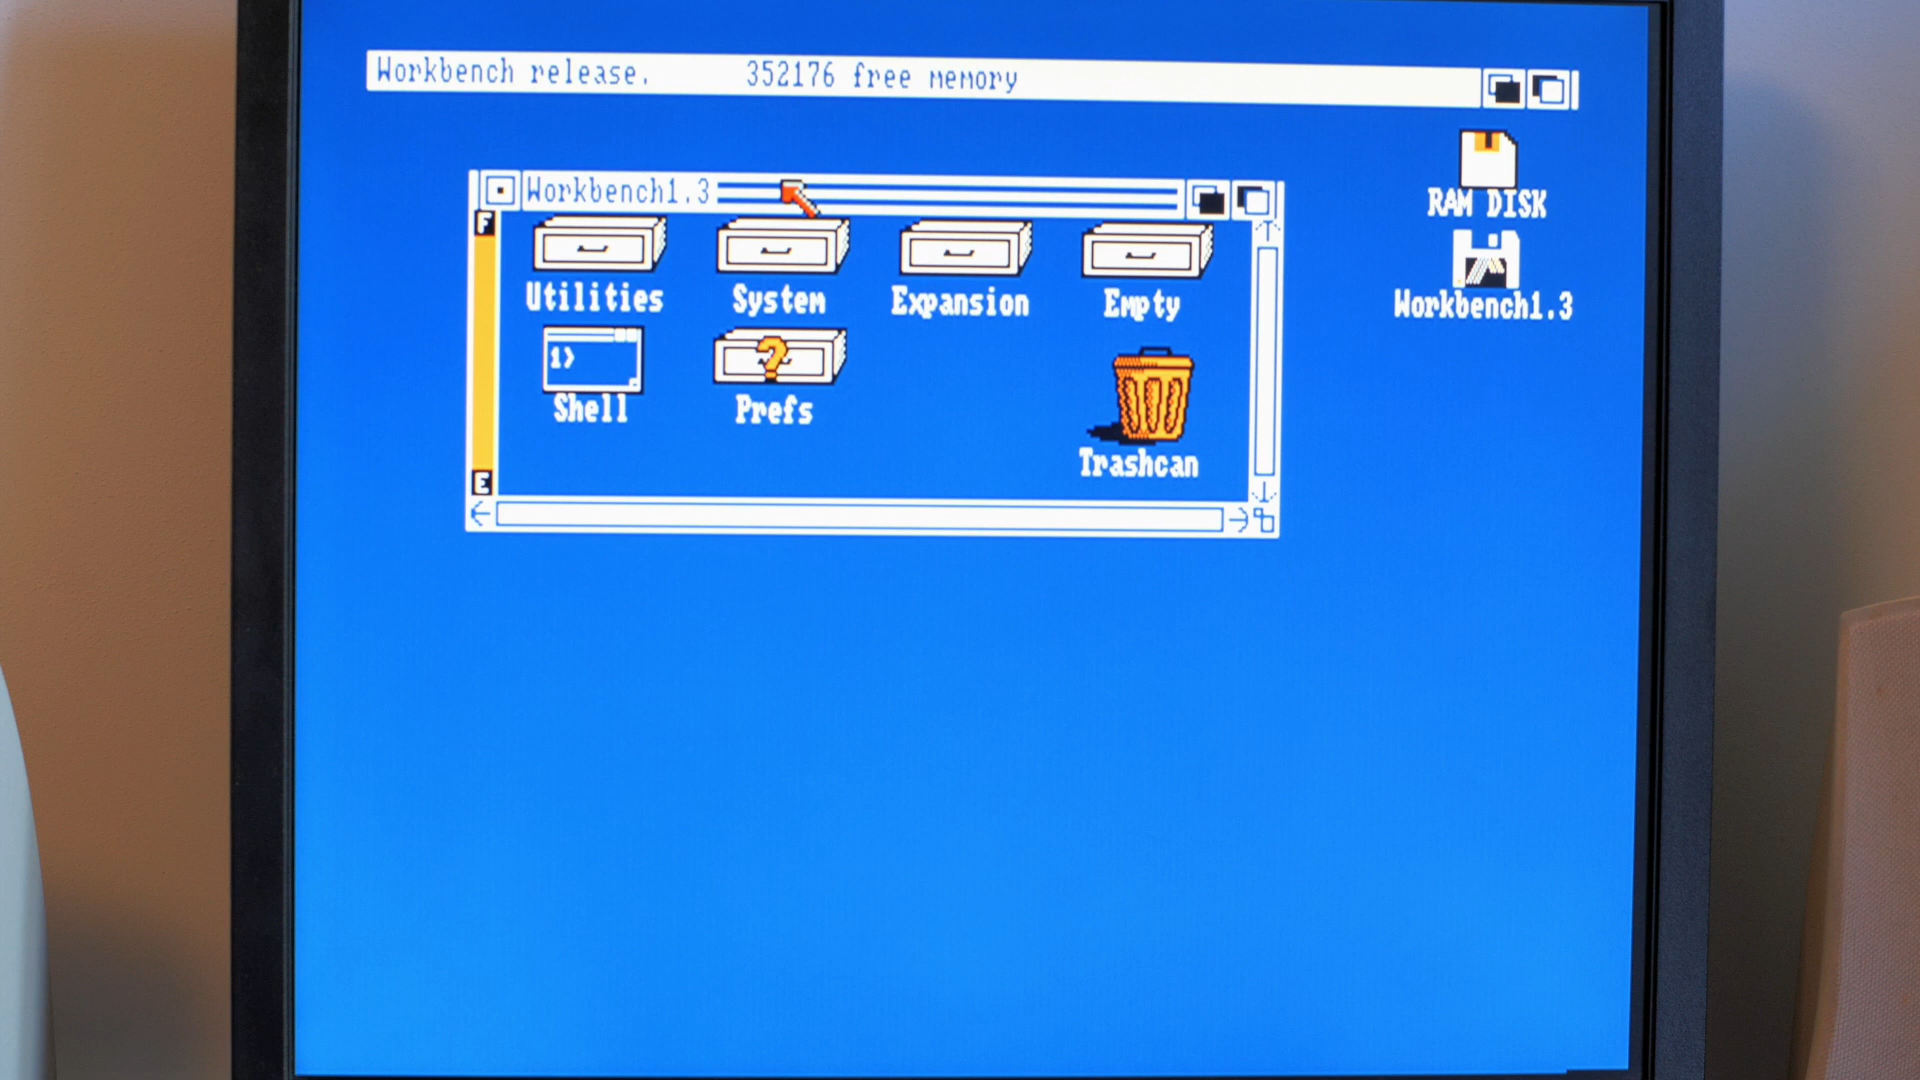 Workbench release. 352176 free memory
Workbench1.3
F
Utilities System Expansion Empty
1>
Shell Prefs
?
Trashcan
E
RAM DISK
Workbench1.3